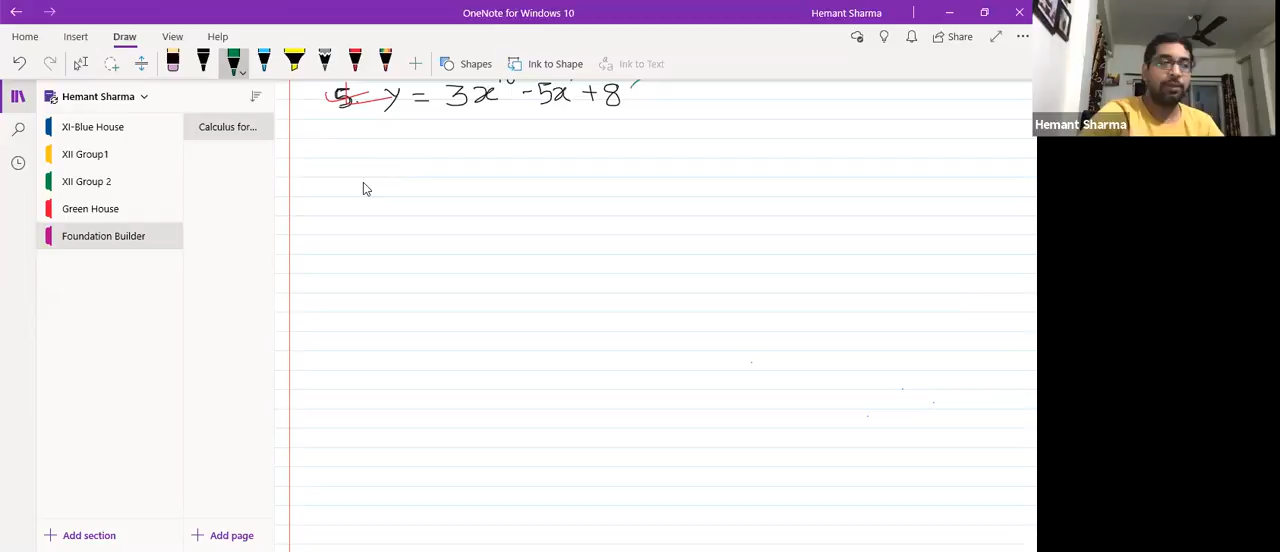 OneNote for Windows 10
Hemant Sharma
Home Insert Draw View Help
Share
Shapes Ink to Shape Ink to Text
Hemant Sharma
XI-Blue House
XII Group1
XII Group 2
Green House
Foundation Builder
Calculus for...
5. y = 3x¹⁰ - 5x + 8
Add section
Add page
Hemant Sharma